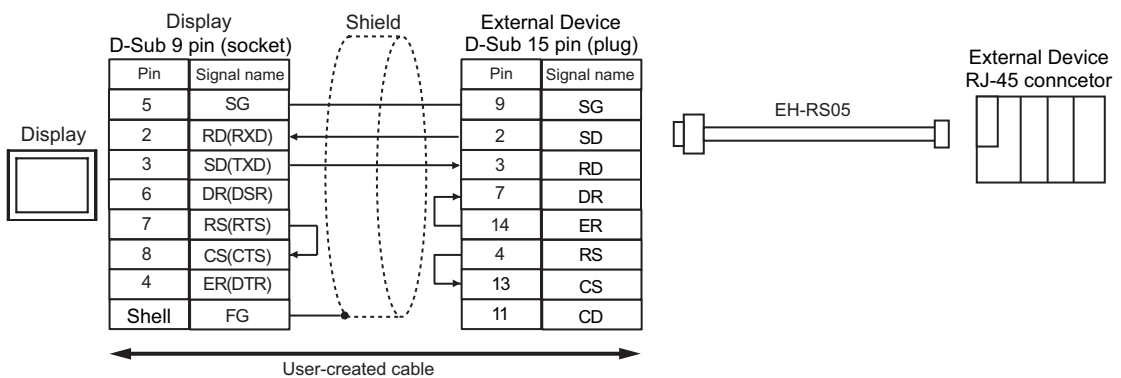 Display
D-Sub 9 pin (socket)
Shield
External Device
D-Sub 15 pin (plug)
Pin Signal name
Pin Signal name
5 SG
9 SG
2 RD(RXD)
2 SD
3 SD(TXD)
3 RD
6 DR(DSR)
7 DR
7 RS(RTS)
14 ER
8 CS(CTS)
4 RS
4 ER(DTR)
13 CS
Shell FG
11 CD
Display
User-created cable
EH-RS05
External Device
RJ-45 conncetor